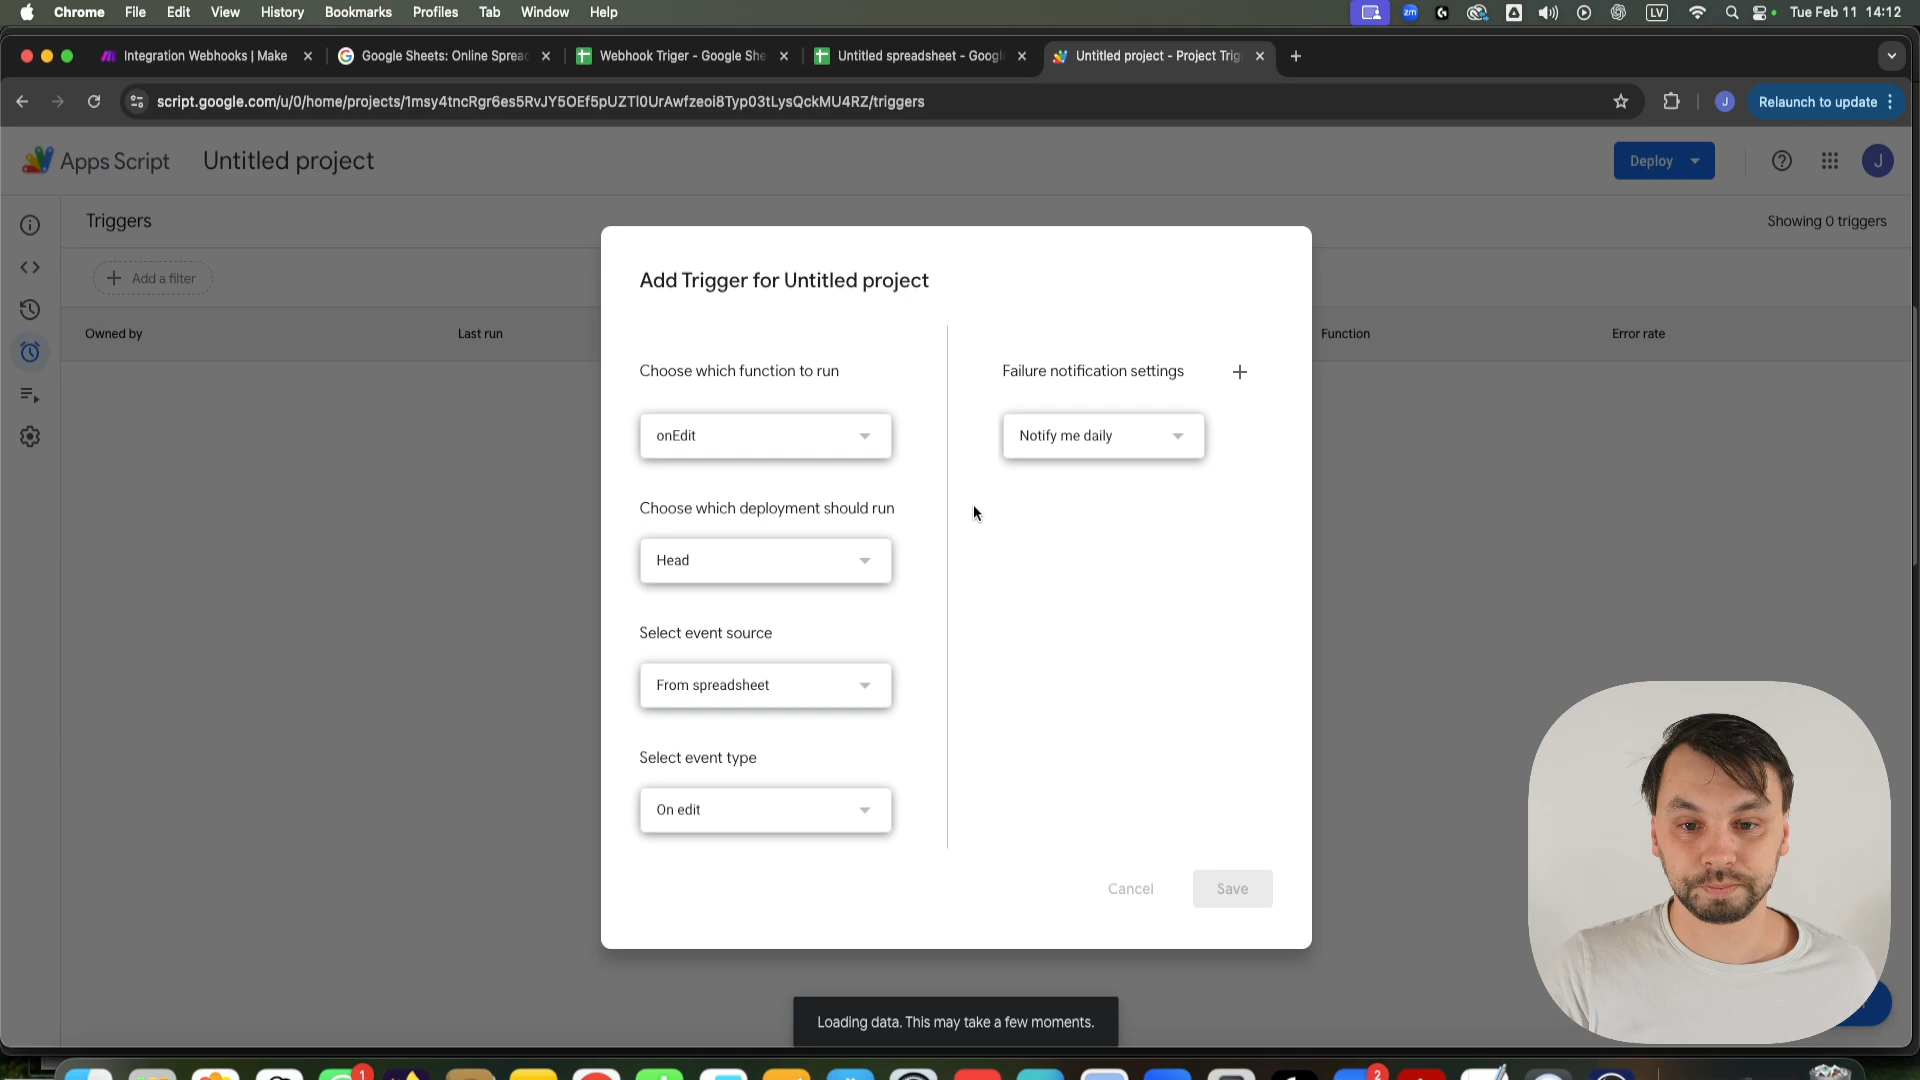 Chrome File Edit View History Bookmarks Profiles Tab Window Help zm LV Tue Feb 11 14:12
Integration Webhooks | Make Google Sheets: Online Sprea Webhook Triger - Google She Untitled spreadsheet - Googl Untitled project - Project Trig
script.google.com/u/0/home/projects/1msy4tncRgr6es5RvJY5OEf5pUZTI0UrAwfzeoi8Typ03tLysQckMU4RZ/triggers J Relaunch to update
Apps Script Untitled project Deploy J
Triggers Showing 0 triggers
Add a filter
Owned by Last run Function Error rate
Add Trigger for Untitled project
Choose which function to run
onEdit
Choose which deployment should run
Head
Select event source
From spreadsheet
Select event type
On edit
Failure notification settings
Notify me daily
Cancel Save
Loading data. This may take a few moments.
1
2